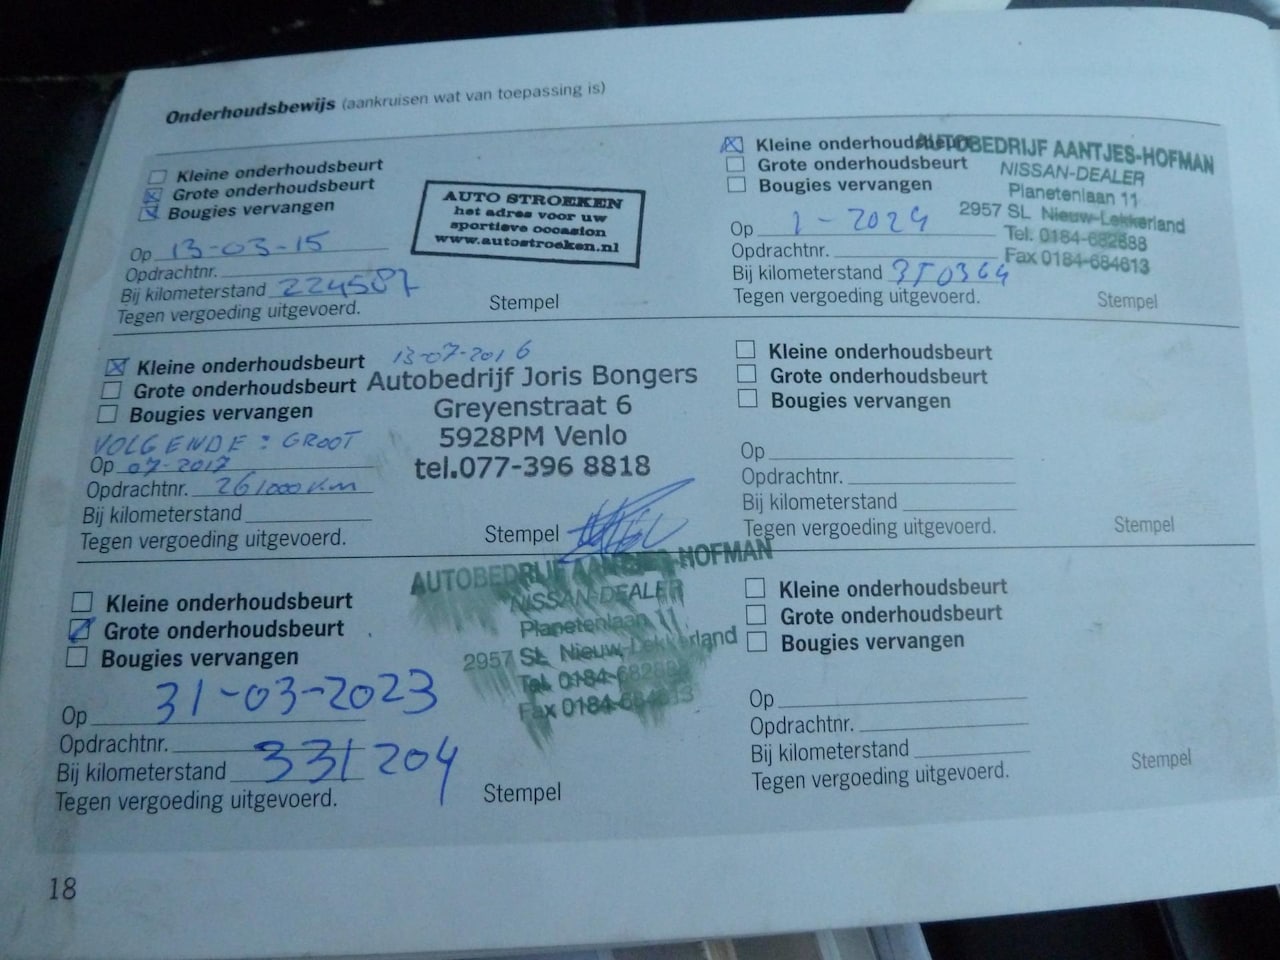 Onderhoudsbewijs (aankruisen wat van toepassing is)
Kleine onderhoudsbeurt
Grote onderhoudsbeurt
Bougies vervangen
Op 13-03-15
Opdrachtnr.
Bij kilometerstand 224587
Tegen vergoeding uitgevoerd.
AUTO STROEKEN
het adres voor uw
sportieve occasion
www.autostroeken.nl
Stempel
Kleine onderhoudsbeurt
Grote onderhoudsbeurt
Bougies vervangen
Op 1-2024
Opdrachtnr.
Bij kilometerstand 350364
Tegen vergoeding uitgevoerd.
AUTOBEDRIJF AANTJES-HOFMAN
NISSAN-DEALER
Planetenlaan 11
2957 SL Nieuw-Lekkerland
Tel. 0184-682888
Fax 0184-684613
Stempel
Kleine onderhoudsbeurt
Grote onderhoudsbeurt
Bougies vervangen
VOLGENDE: GROOT
Op 07-2017
Opdrachtnr. 261000 km
Bij kilometerstand
Tegen vergoeding uitgevoerd.
13-07-2016
Autobedrijf Joris Bongers
Greyenstraat 6
5928PM Venlo
tel.077-396 8818
Stempel
Kleine onderhoudsbeurt
Grote onderhoudsbeurt
Bougies vervangen
Op
Opdrachtnr.
Bij kilometerstand
Tegen vergoeding uitgevoerd.
Stempel
Kleine onderhoudsbeurt
Grote onderhoudsbeurt
Bougies vervangen
Op 31-03-2023
Opdrachtnr.
Bij kilometerstand 331204
Tegen vergoeding uitgevoerd.
AUTOBEDRIJF AANTJES-HOFMAN
NISSAN-DEALER
Planetenlaan 11
2957 SL Nieuw-Lekkerland
Tel. 0184-682888
Fax 0184-684613
Stempel
Kleine onderhoudsbeurt
Grote onderhoudsbeurt
Bougies vervangen
Op
Opdrachtnr.
Bij kilometerstand
Tegen vergoeding uitgevoerd.
Stempel
18